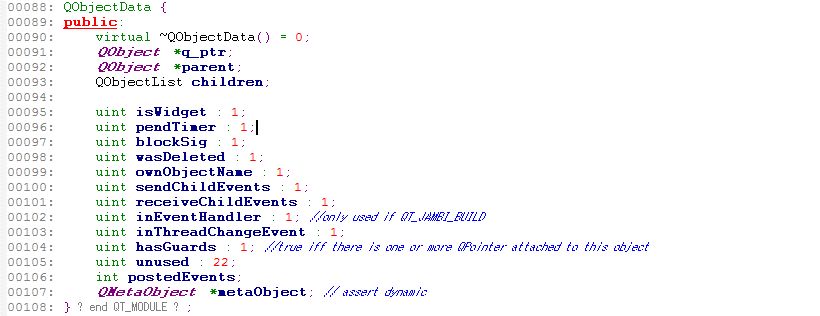 00088: QObjectData {
00089: public:
00090: virtual ~QObjectData() = 0;
00091: QObject *q_ptr;
00092: QObject *parent;
00093: QObjectList children;
00094:
00095: uint isWidget : 1;
00096: uint pendTimer : 1;
00097: uint blockSig : 1;
00098: uint wasDeleted : 1;
00099: uint ownObjectName : 1;
00100: uint sendChildEvents : 1;
00101: uint receiveChildEvents : 1;
00102: uint inEventHandler : 1; //only used if QT_JAMBI_BUILD
00103: uint inThreadChangeEvent : 1;
00104: uint hasGuards : 1; //true iff there is one or more QPointer attached to this object
00105: uint unused : 22;
00106: int postedEvents;
00107: QMetaObject *metaObject; // assert dynamic
00108: } ? end QT_MODULE ? ;